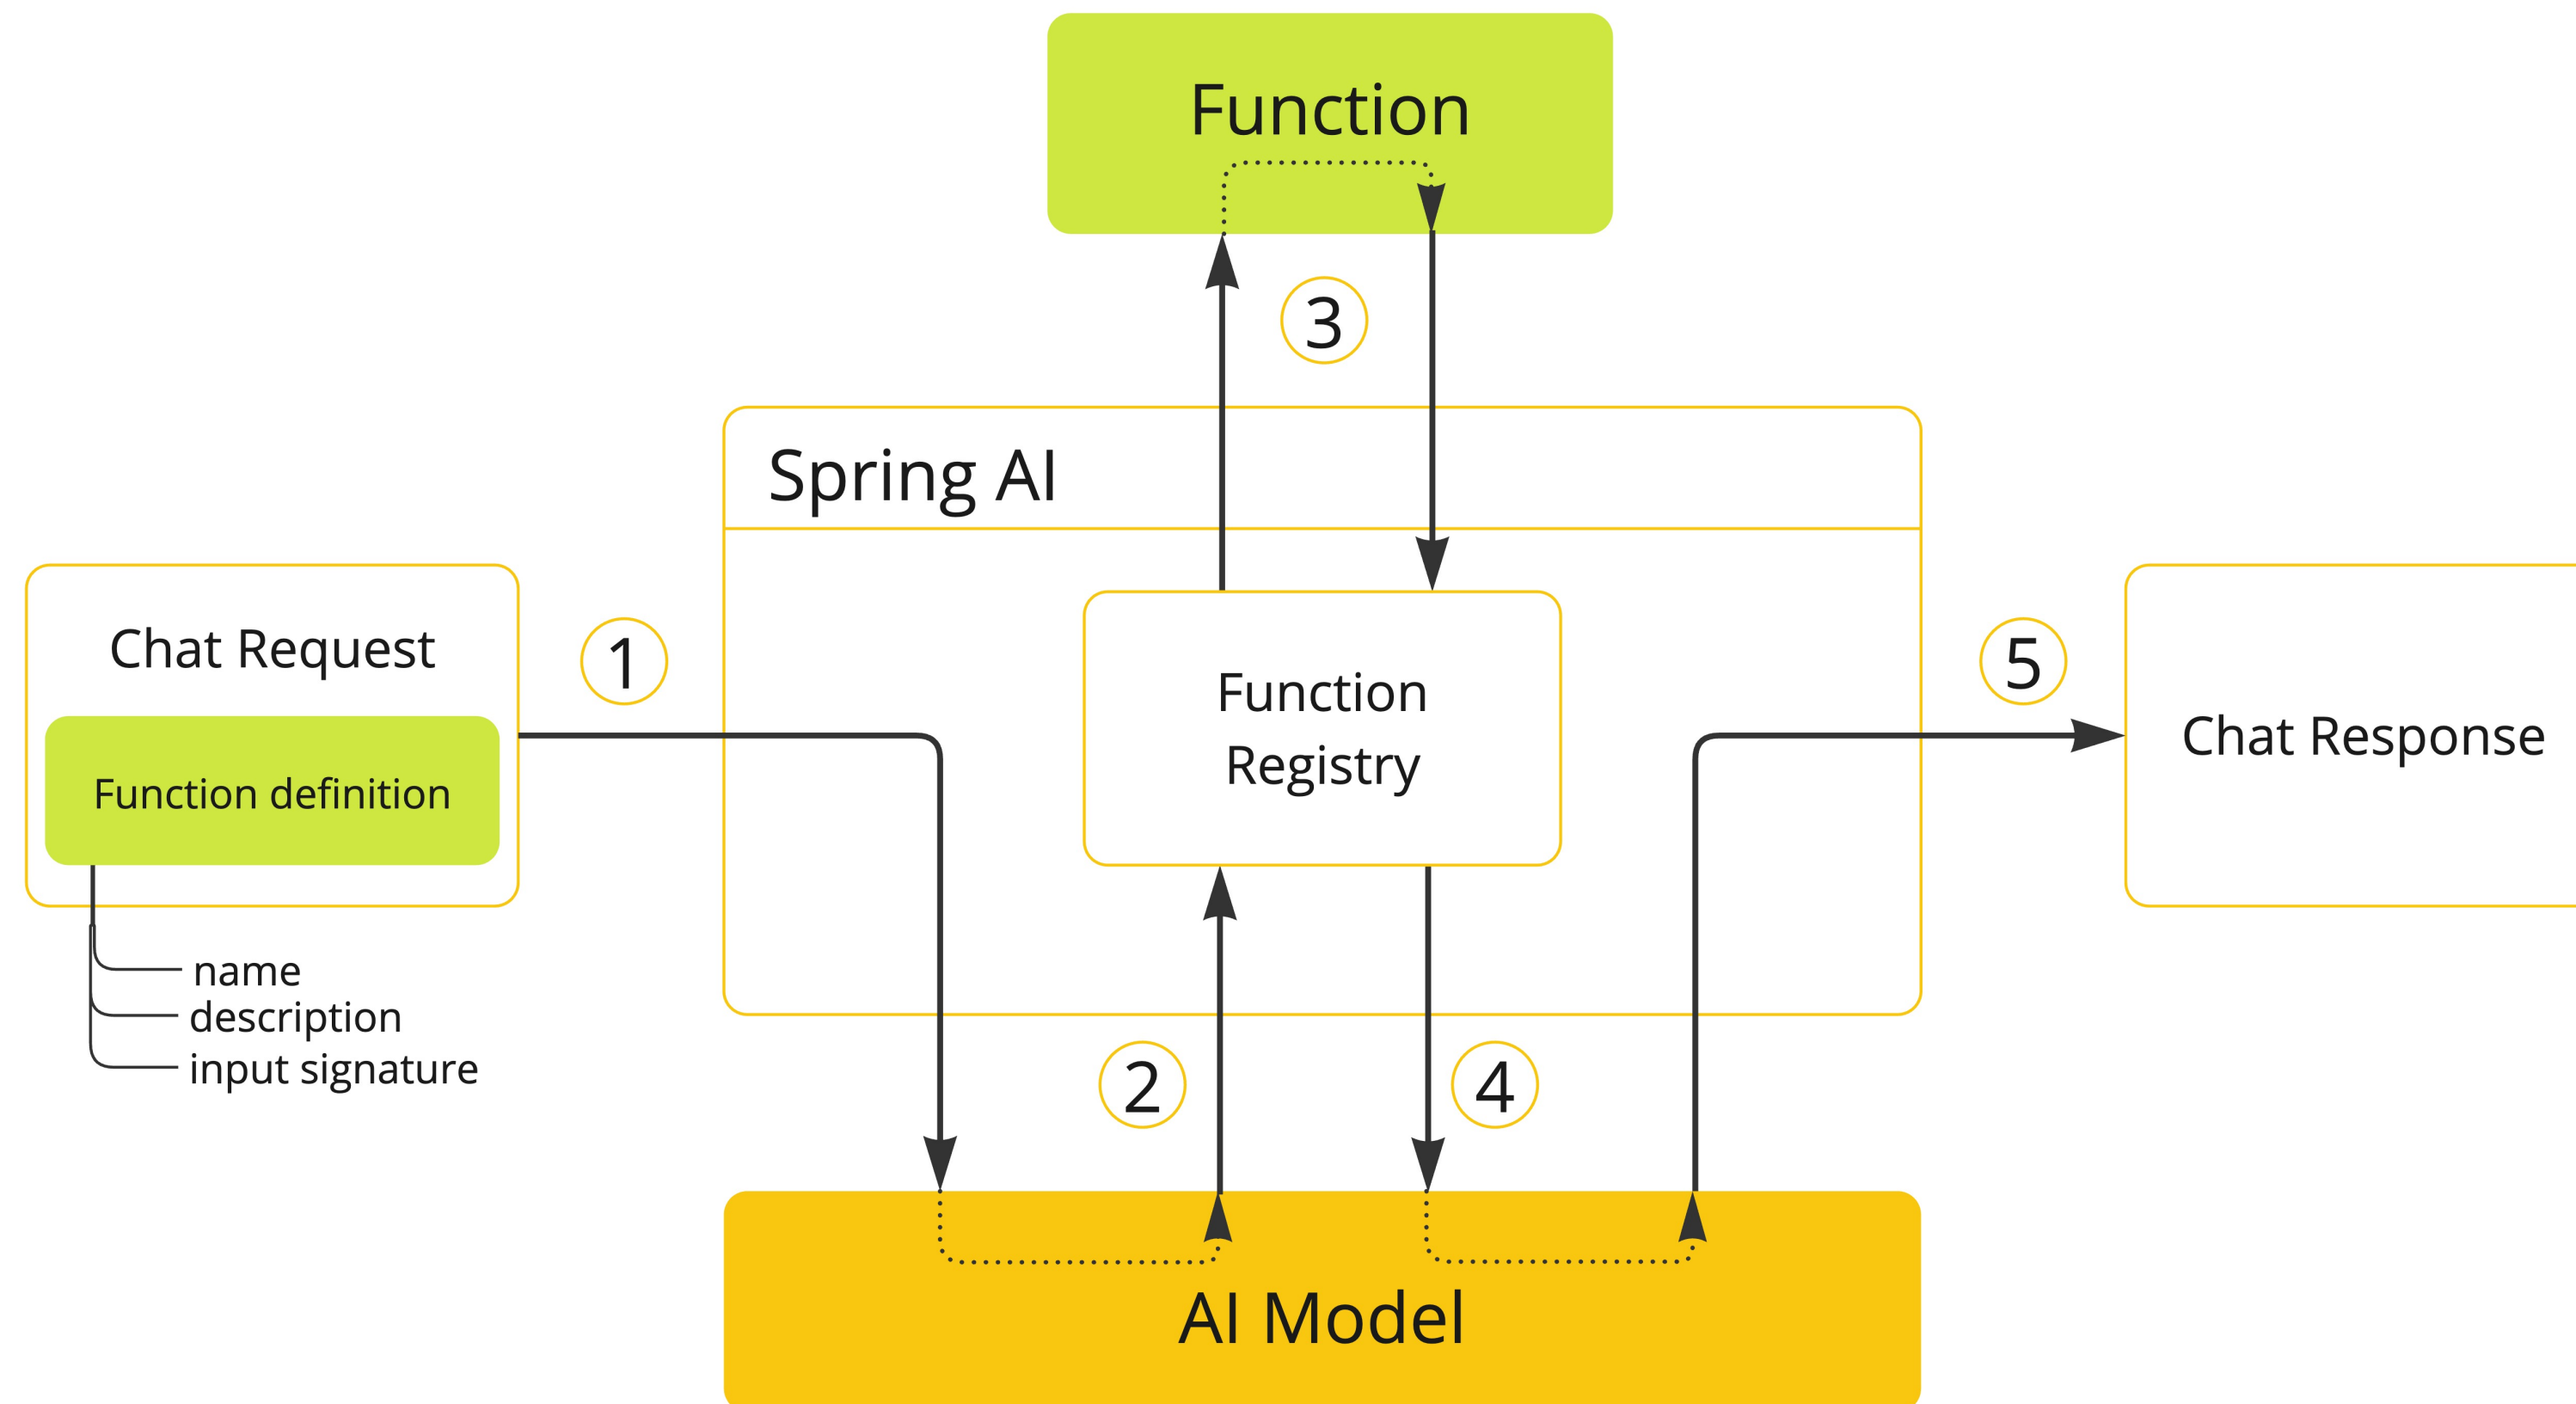 Function
3
Spring AI
Chat Request
1
Function definition
name
description
input signature
Function
Registry
5
Chat Response
2
4
AI Model